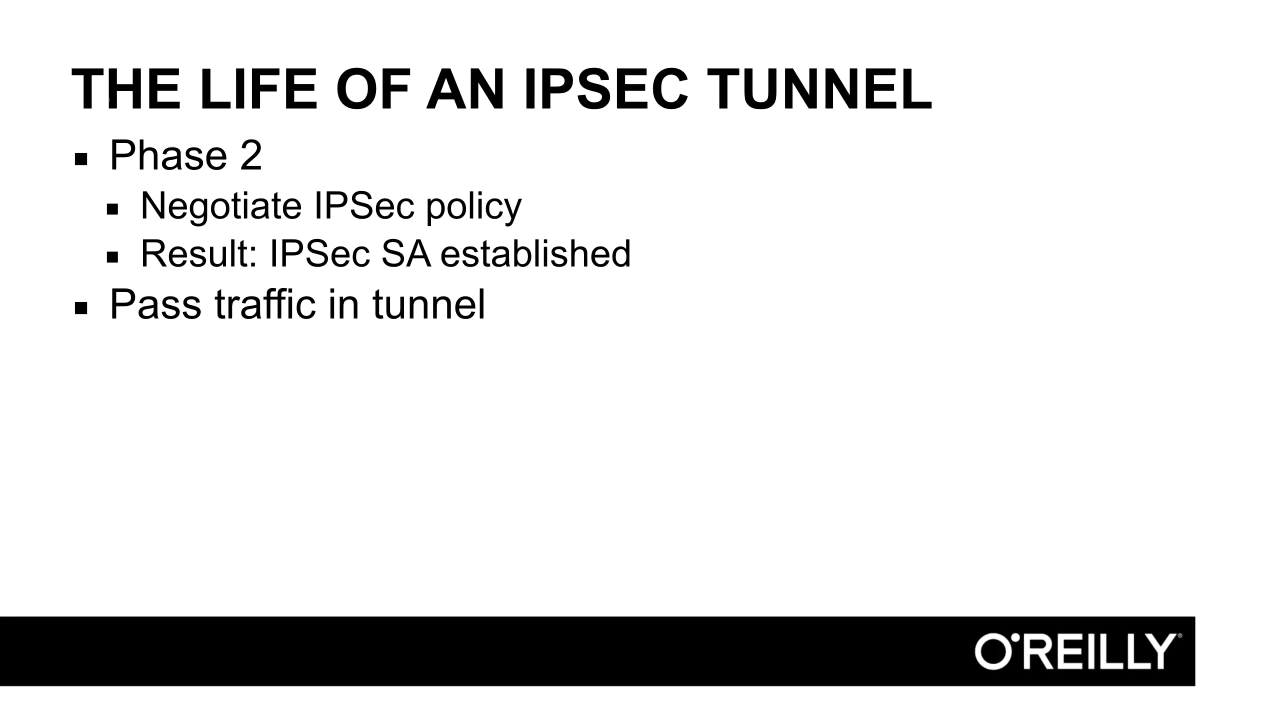 THE LIFE OF AN IPSEC TUNNEL
▪ Phase 2
▪ Negotiate IPSec policy
▪ Result: IPSec SA established
▪ Pass traffic in tunnel
O'REILLY®